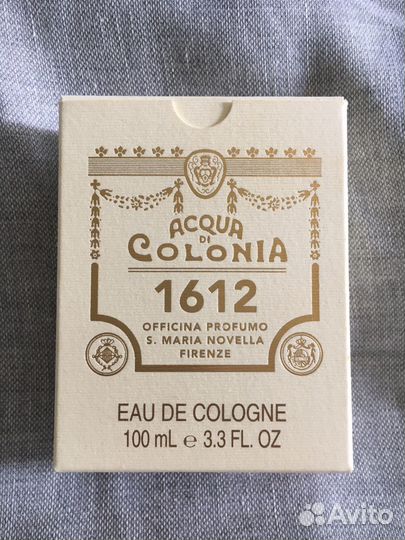 ACQUA
DI
COLONIA
1612
OFFICINA PROFUMO
S. MARIA NOVELLA
FIRENZE
EAU DE COLOGNE
100 mL ℮ 3.3 FL. OZ
Avito